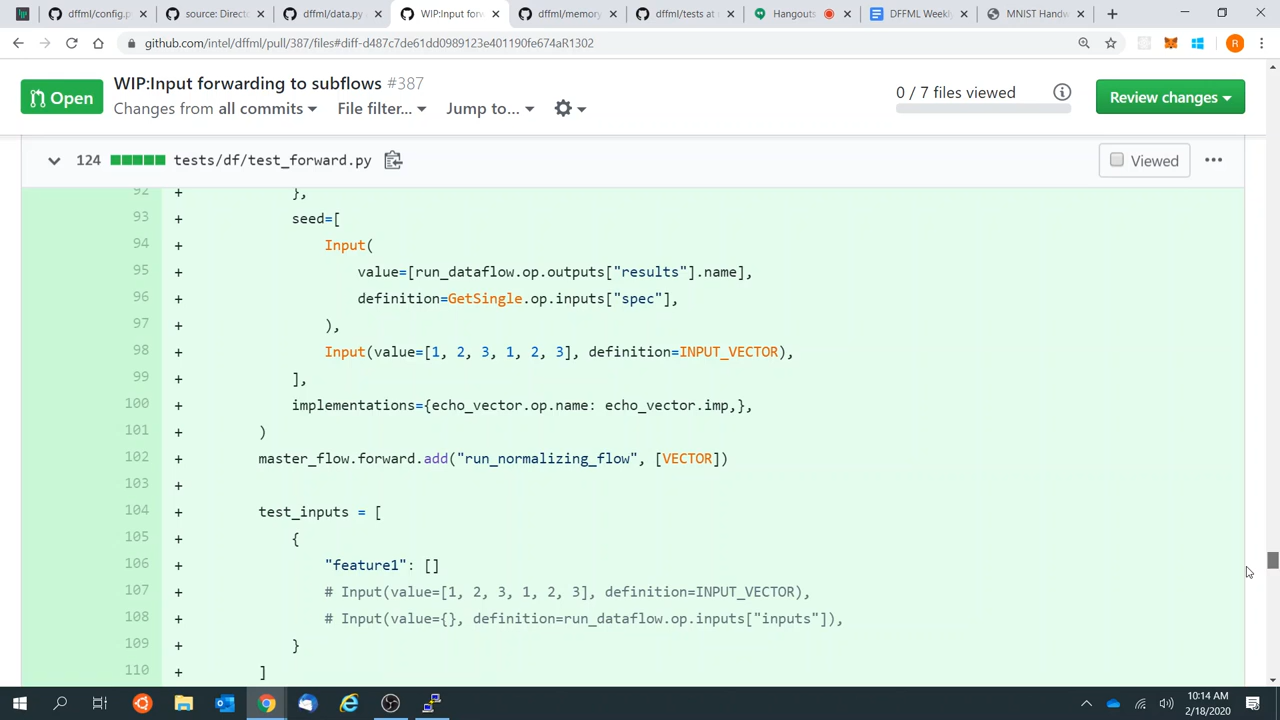 dffml/config.p
source: Direct
dffml/data.py
WIP:Input forw
dffml/memory
dffml/tests at
Hangouts
DFFML Weekly
MNIST Handw
github.com/intel/dffml/pull/387/files#diff-d487c7de61dd0989123e401190fe674aR1302
R
Open
WIP:Input forwarding to subflows #387
Changes from all commits
File filter...
Jump to...
0 / 7 files viewed
Review changes
124 tests/df/test_forward.py
Viewed
92 + },
93 + seed=[
94 + Input(
95 + value=[run_dataflow.op.outputs["results"].name],
96 + definition=GetSingle.op.inputs["spec"],
97 + ),
98 + Input(value=[1, 2, 3, 1, 2, 3], definition=INPUT_VECTOR),
99 + ],
100 + implementations={echo_vector.op.name: echo_vector.imp,},
101 + )
102 + master_flow.forward.add("run_normalizing_flow", [VECTOR])
103 +
104 + test_inputs = [
105 + {
106 + "feature1": []
107 + # Input(value=[1, 2, 3, 1, 2, 3], definition=INPUT_VECTOR),
108 + # Input(value={}, definition=run_dataflow.op.inputs["inputs"]),
109 + }
110 + ]
10:14 AM
2/18/2020